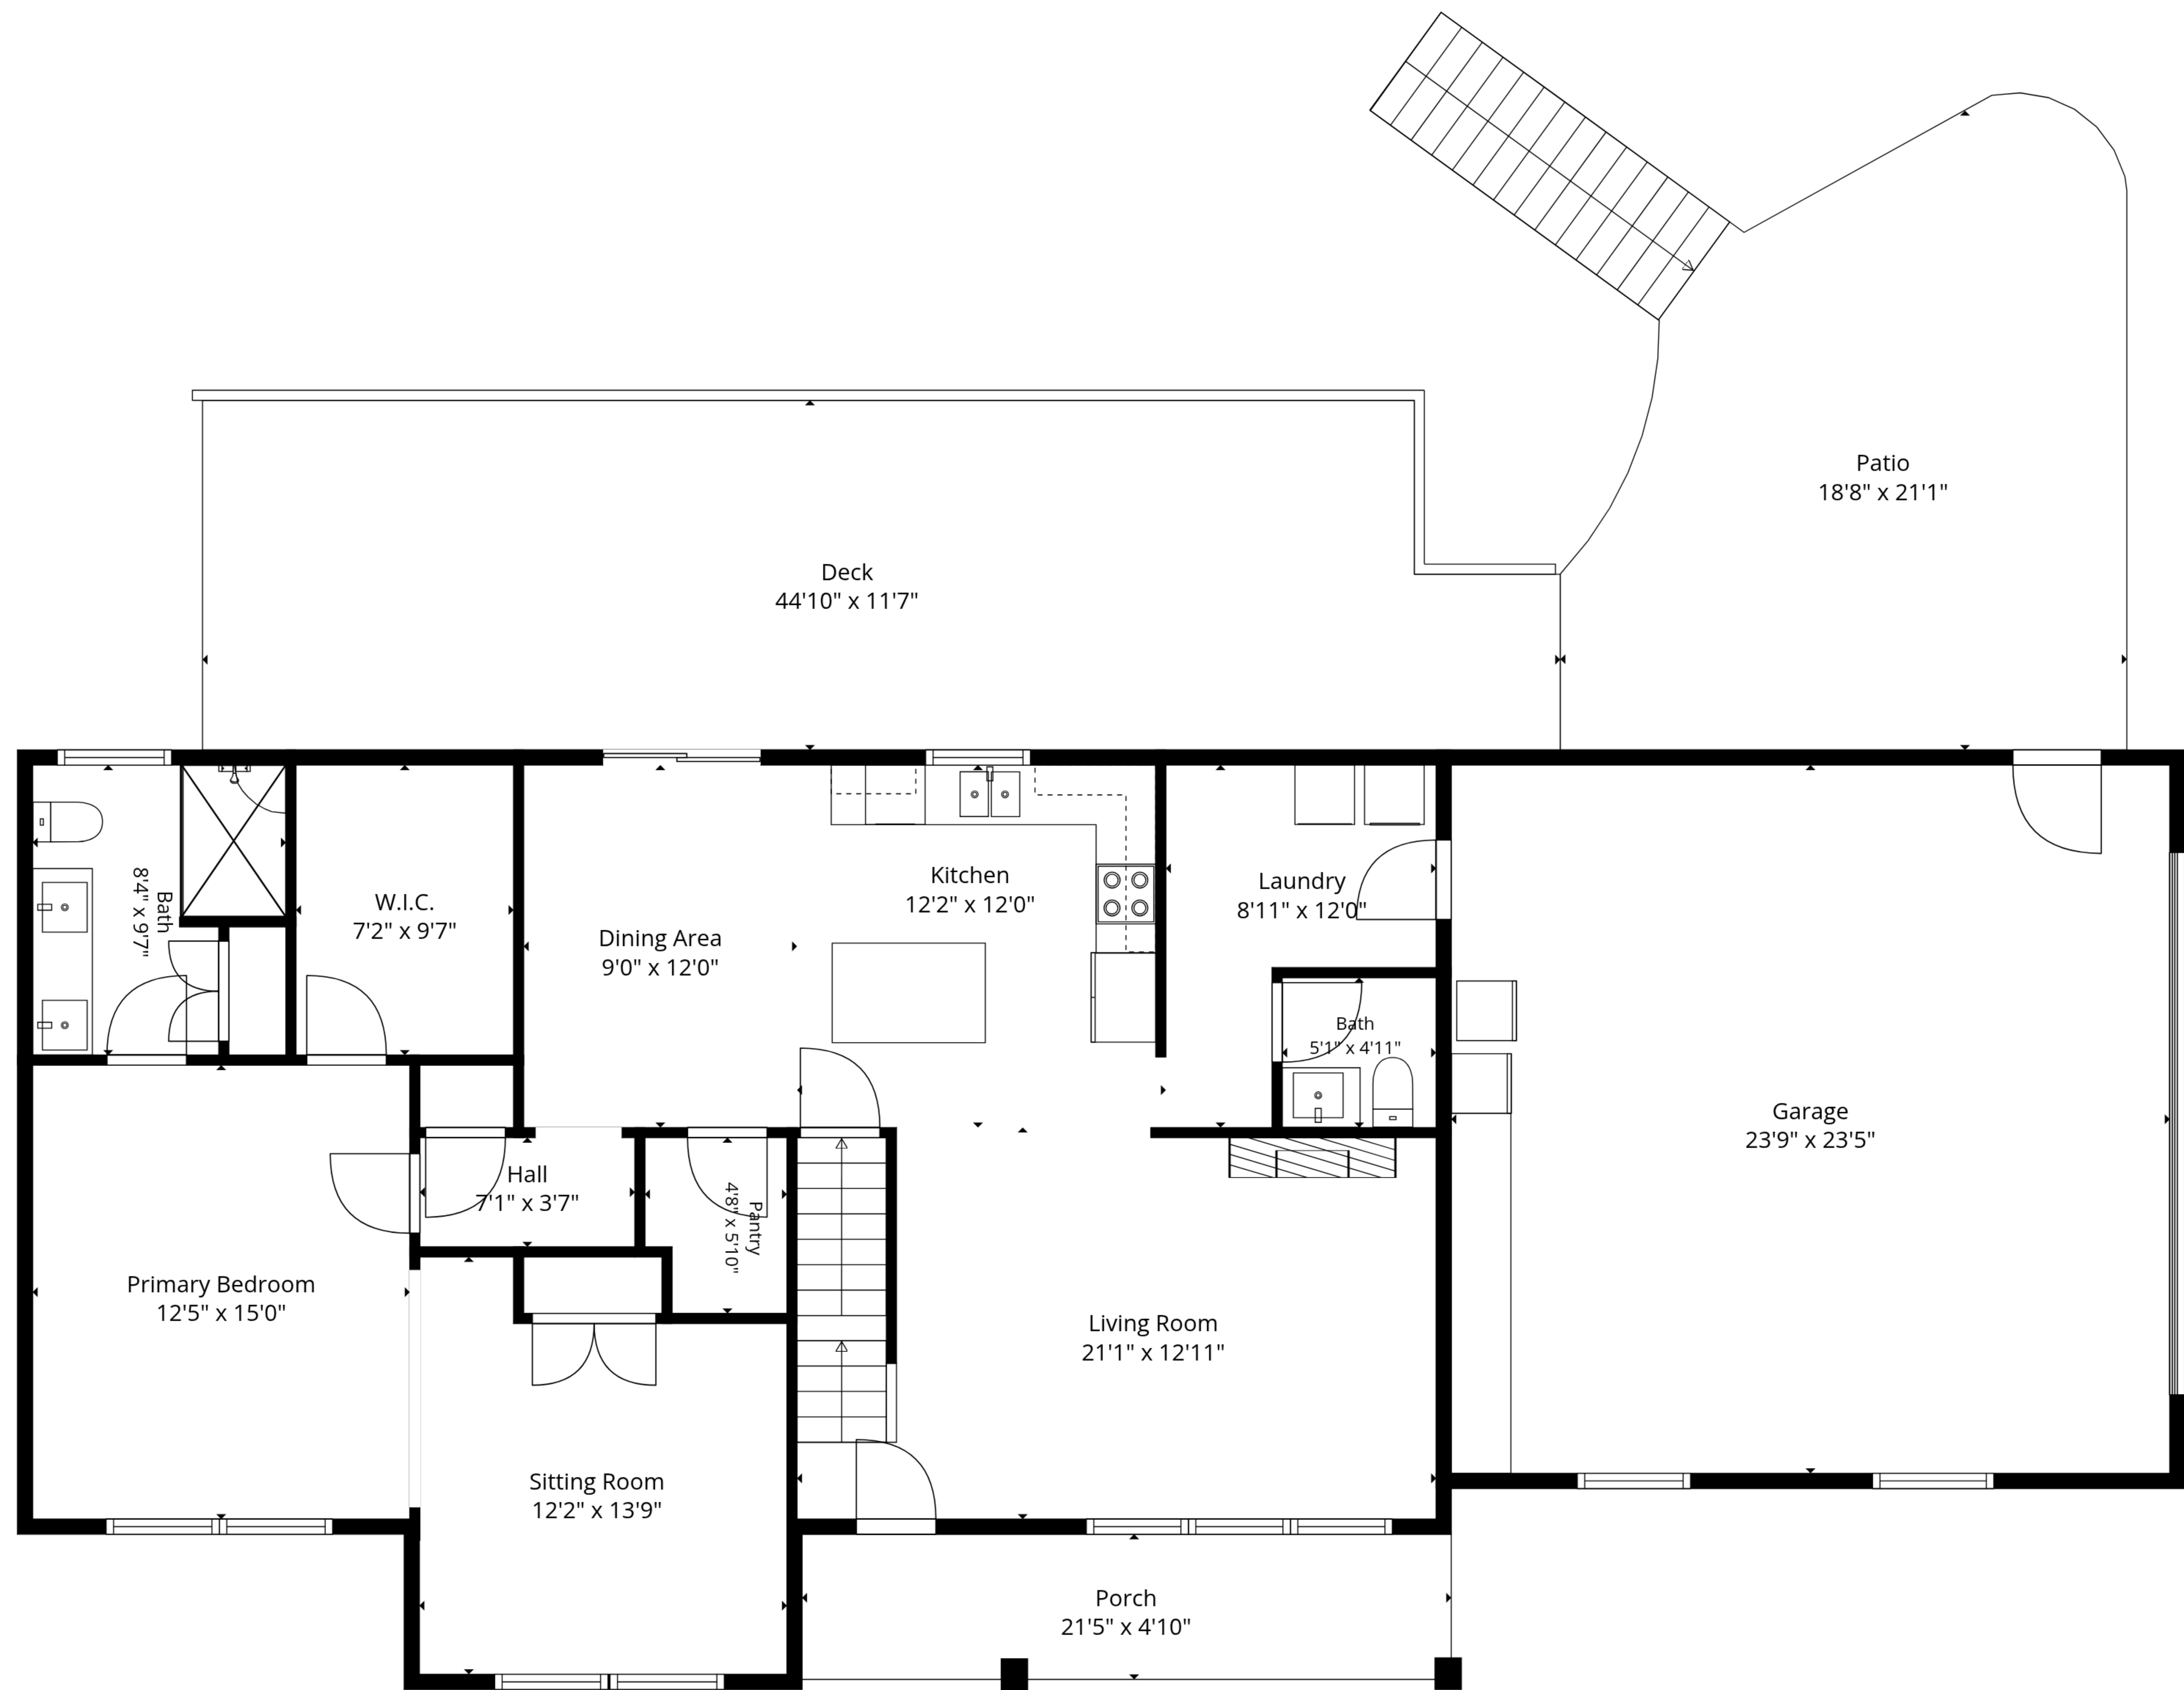 Patio
18'8" x 21'1"
Deck
44'10" x 11'7"
Bath
8'4" x 9'7"
W.I.C.
7'2" x 9'7"
Dining Area
9'0" x 12'0"
Kitchen
12'2" x 12'0"
Laundry
8'11" x 12'0"
Bath
5'1" x 4'11"
Garage
23'9" x 23'5"
Hall
7'1" x 3'7"
Pantry
4'8" x 5'10"
Primary Bedroom
12'5" x 15'0"
Living Room
21'1" x 12'11"
Sitting Room
12'2" x 13'9"
Porch
21'5" x 4'10"